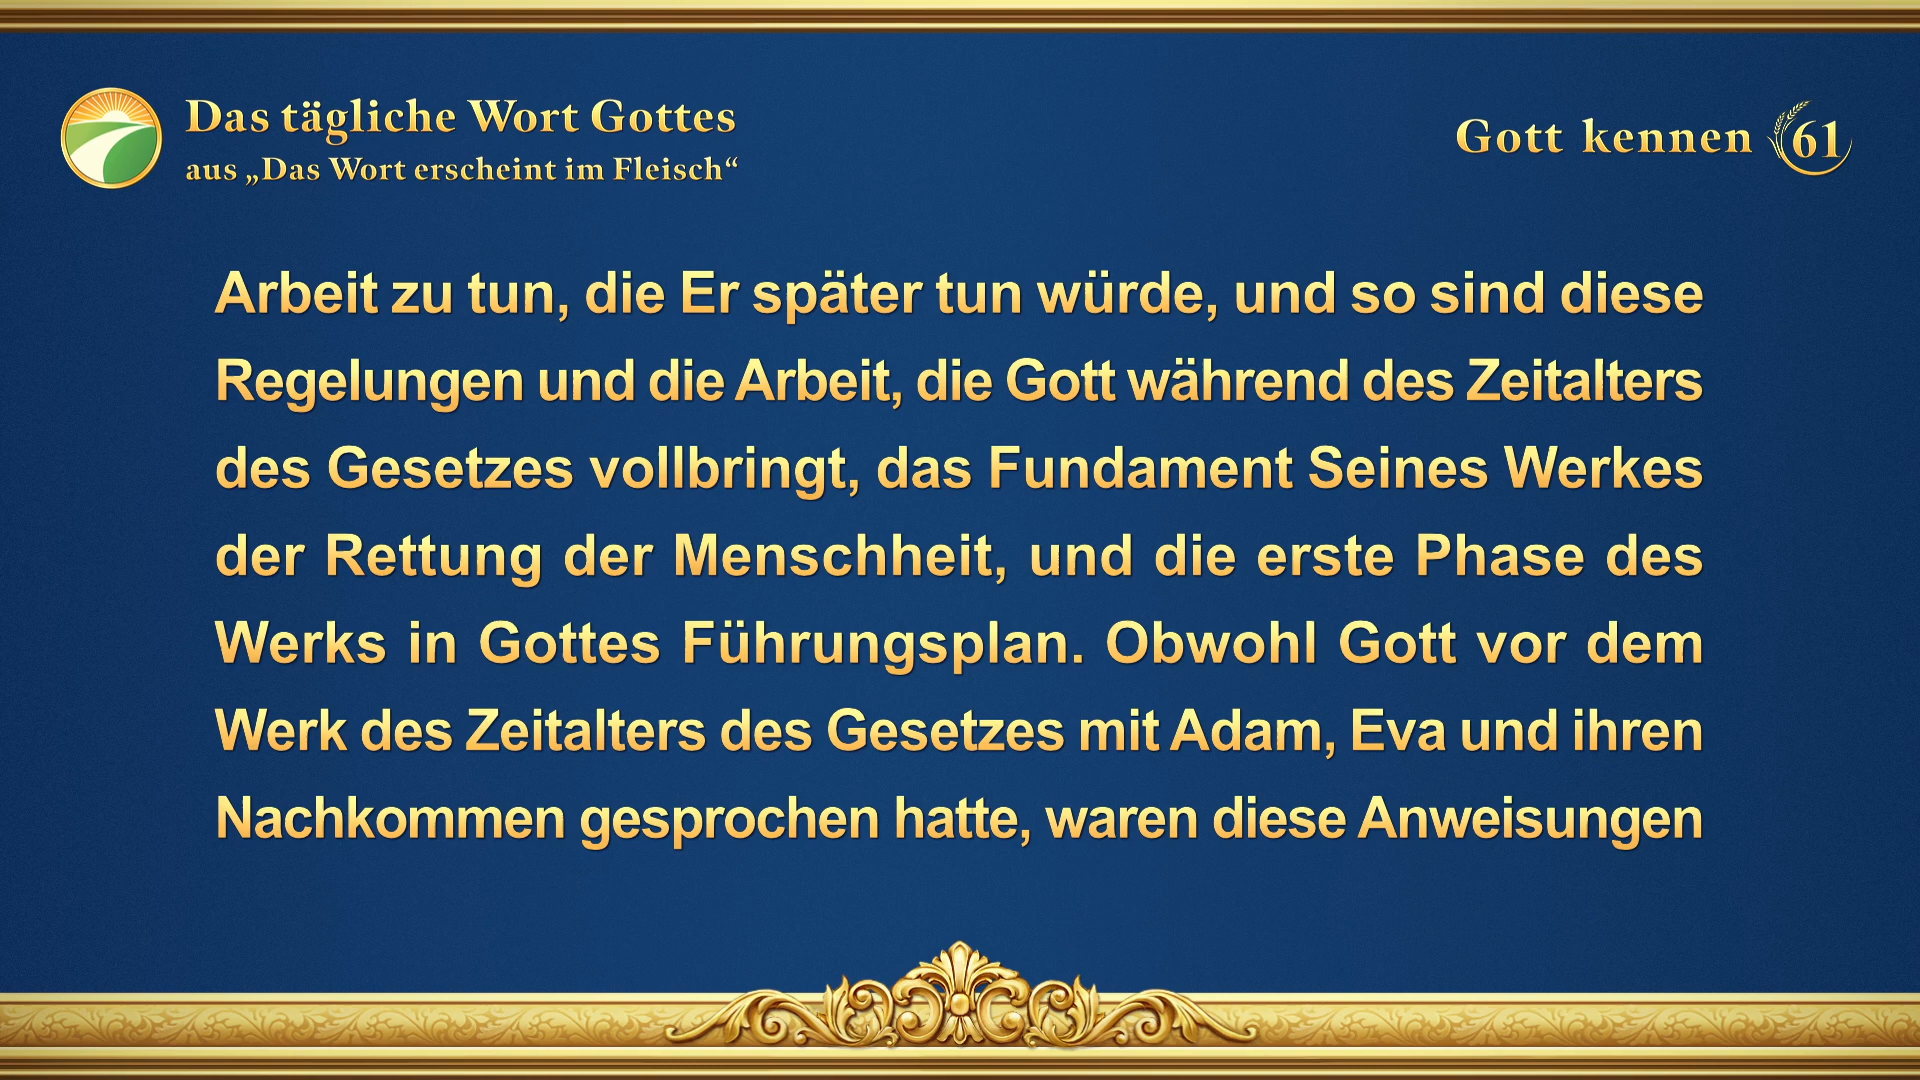 Das tägliche Wort Gottes
aus „Das Wort erscheint im Fleisch“
Gott kennen 61
Arbeit zu tun, die Er später tun würde, und so sind diese
Regelungen und die Arbeit, die Gott während des Zeitalters
des Gesetzes vollbringt, das Fundament Seines Werkes
der Rettung der Menschheit, und die erste Phase des
Werks in Gottes Führungsplan. Obwohl Gott vor dem
Werk des Zeitalters des Gesetzes mit Adam, Eva und ihren
Nachkommen gesprochen hatte, waren diese Anweisungen